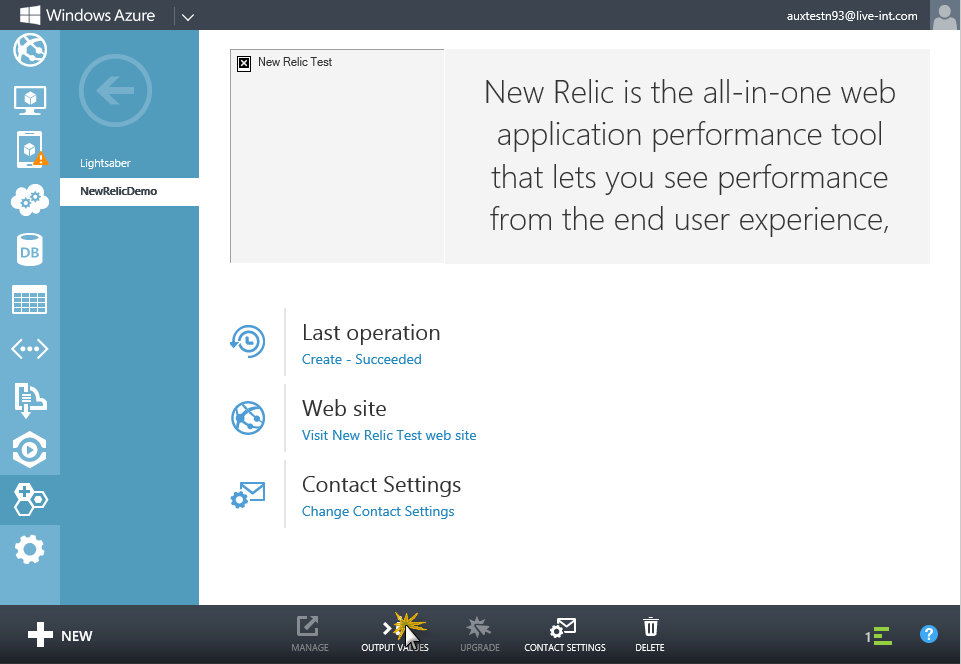 Windows Azure
auxtestn93@live-int.com
New Relic Test
New Relic is the all-in-one web
application performance tool
that lets you see performance
from the end user experience,
Lightsaber
NewRelicDemo
DB
Last operation
Create - Succeeded
Web site
Visit New Relic Test web site
Contact Settings
Change Contact Settings
NEW
MANAGE
OUTPUT VALUES
UPGRADE
CONTACT SETTINGS
DELETE
1
?